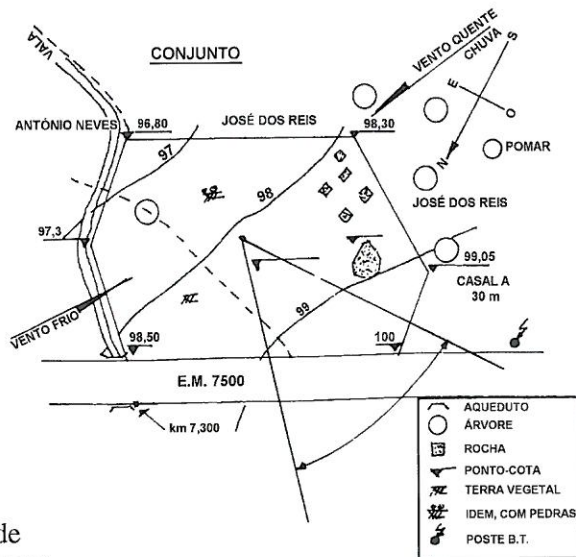 CONJUNTO
VALA
VENTO QUENTE
CHUVA
S
E
O
N
ANTÓNIO NEVES
96,80
JOSÉ DOS REIS
98,30
POMAR
97
98
JOSÉ DOS REIS
97,3
99,05
CASAL A
30 m
VENTO FRIO
99
98,50
100
E.M. 7500
km 7,300
AQUEDUTO
ÁRVORE
ROCHA
PONTO-COTA
TERRA VEGETAL
IDEM, COM PEDRAS
POSTE B.T.
de